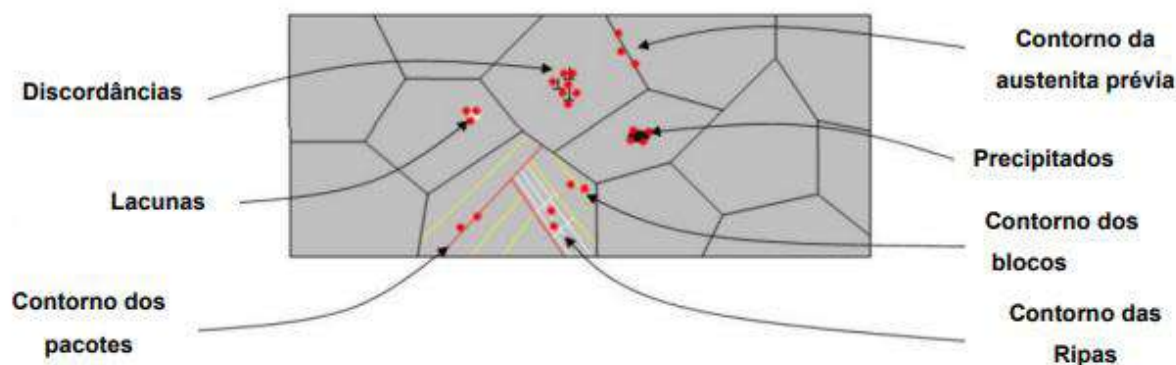 Discordâncias
Lacunas
Contorno dos
pacotes
Contorno da
austenita prévia
Precipitados
Contorno dos
blocos
Contorno das
Ripas